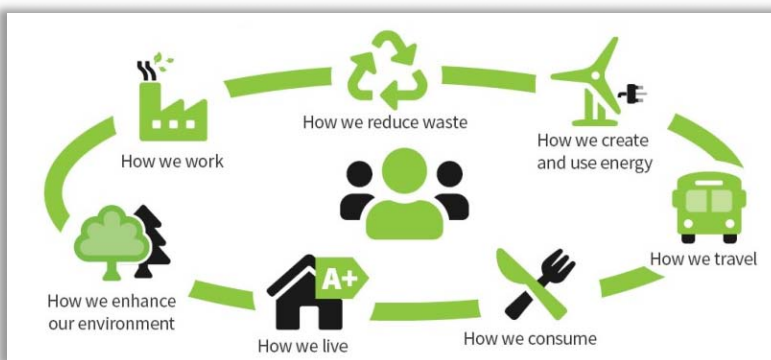 How we reduce waste
How we work
How we create
and use energy
How we travel
How we enhance
our environment
A+
How we live
How we consume